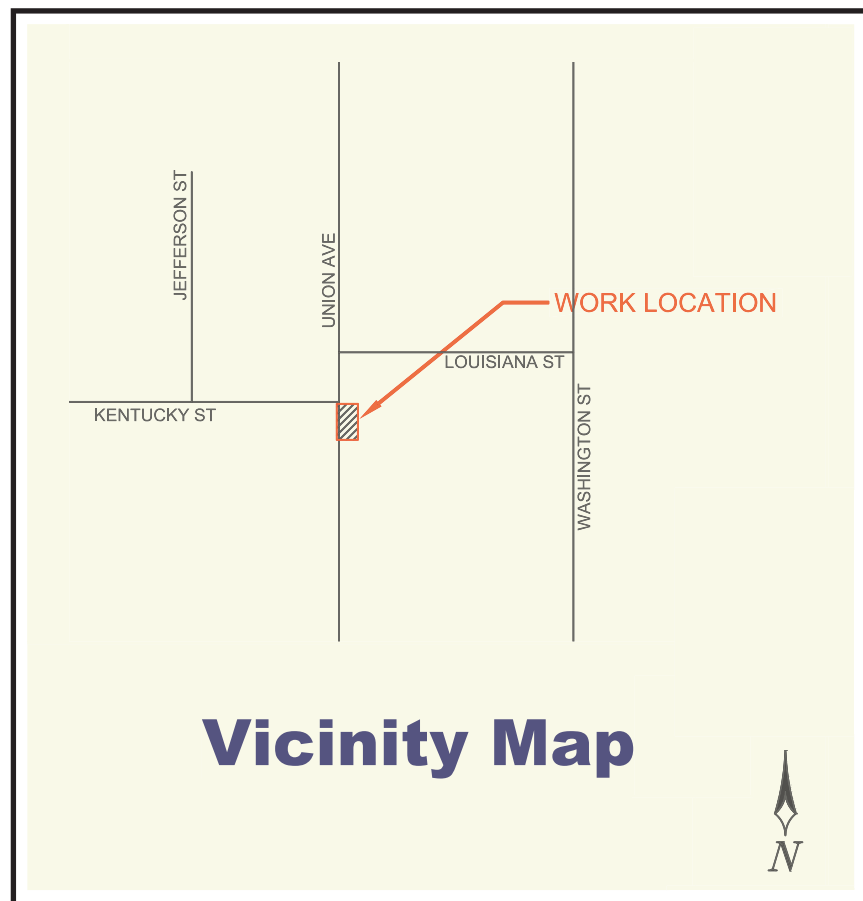 JEFFERSON ST
UNION AVE
WORK LOCATION
LOUISIANA ST
KENTUCKY ST
WASHINGTON ST
Vicinity Map
N